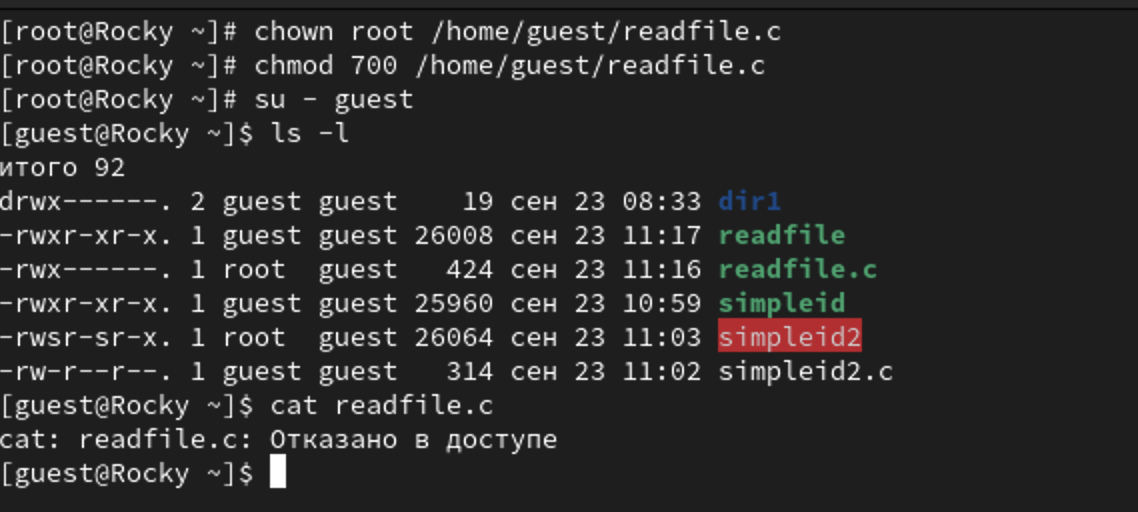 [root@Rocky ~]# chown root /home/guest/readfile.c
[root@Rocky ~]# chmod 700 /home/guest/readfile.c
[root@Rocky ~]# su - guest
[guest@Rocky ~]$ ls -l
итого 92
drwx------. 2 guest guest    19 сен 23 08:33 dir1
-rwxr-xr-x. 1 guest guest 26008 сен 23 11:17 readfile
-rwx------. 1 root  guest   424 сен 23 11:16 readfile.c
-rwxr-xr-x. 1 guest guest 25960 сен 23 10:59 simpleid
-rwsr-sr-x. 1 root  guest 26064 сен 23 11:03 simpleid2
-rw-r--r--. 1 guest guest   314 сен 23 11:02 simpleid2.c
[guest@Rocky ~]$ cat readfile.c
cat: readfile.c: Отказано в доступе
[guest@Rocky ~]$